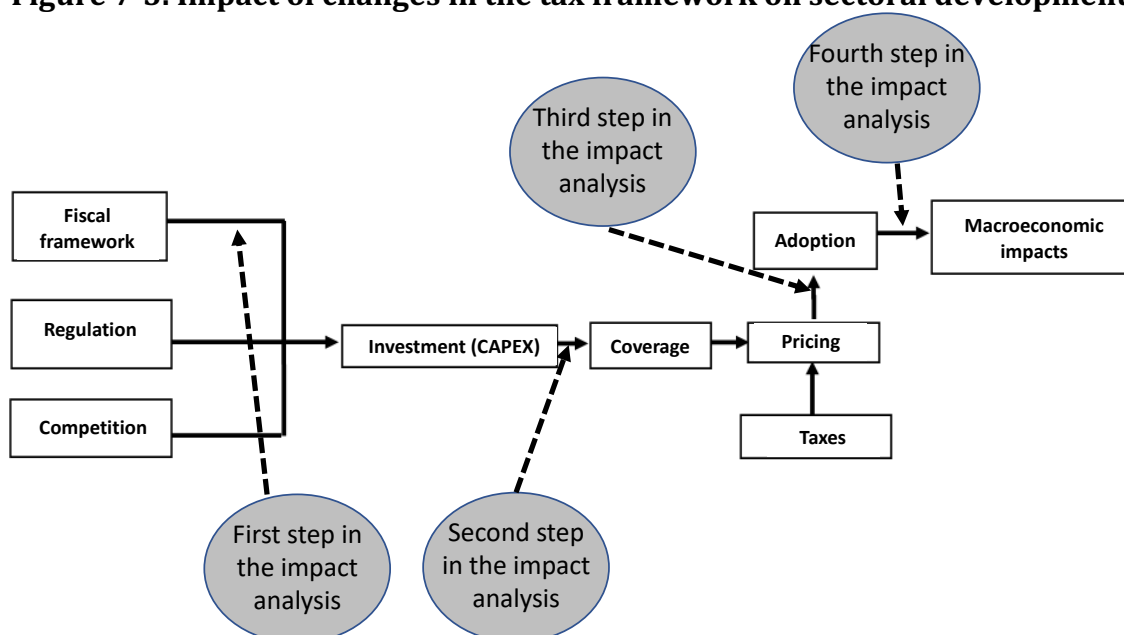 Figure 7-3. Impact of changes in the tax framework on sectoral development
Fourth step in
the impact
analysis
Third step in
the impact
analysis
Fiscal
framework
Adoption
Macroeconomic
impacts
Regulation
Investment (CAPEX)
Coverage
Pricing
Competition
Taxes
First step in
the impact
analysis
Second step
in the impact
analysis